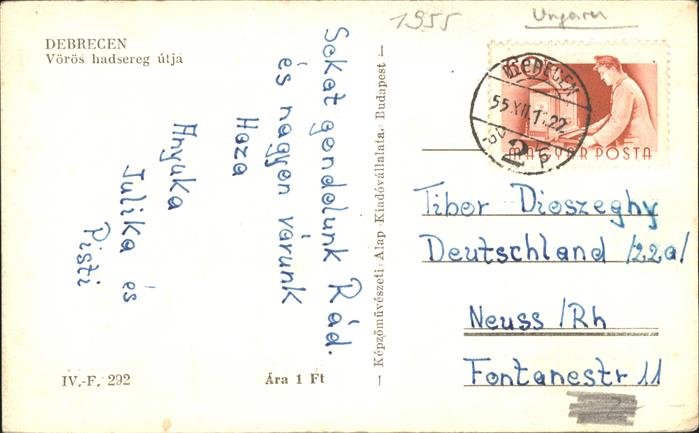 1955
Ungarn
DEBRECEN
Vörös hadsereg útja
Sokat gondolunk Rád.
és nagyon várunk
Haza
Anyuka
Julika és
Pisti
IV.-F. 292
Ára 1 Ft
Képzőművészeti Alap Kiadóvállalata, Budapest
DEBRECEN
55 XII. 1 22
2
MAGYAR POSTA
Tibor Dioszeghy
Deutschland /22a/
Neuss /Rh
Fontanestr 11